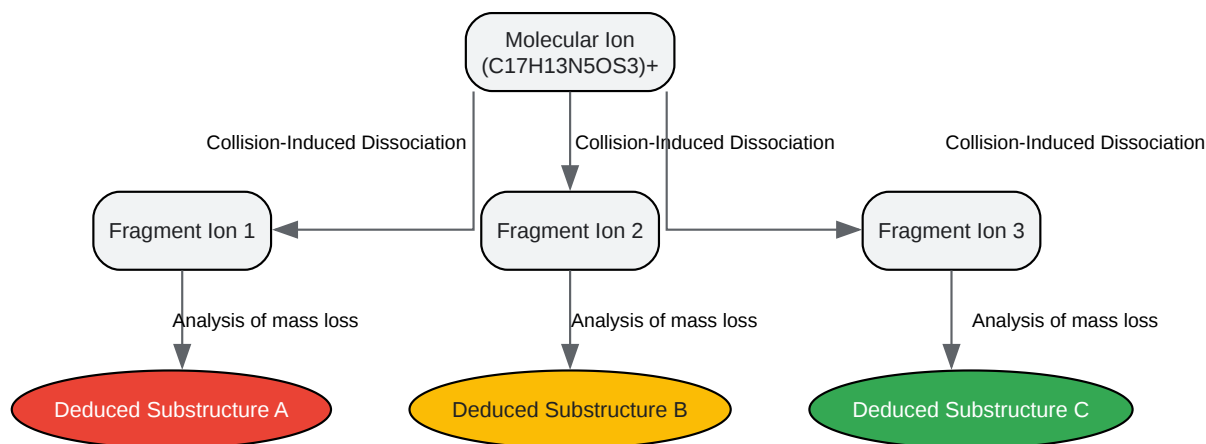 Molecular Ion
(C17H13N5OS3)+
Collision-Induced Dissociation
Collision-Induced Dissociation
Collision-Induced Dissociation
Fragment Ion 1
Fragment Ion 2
Fragment Ion 3
Analysis of mass loss
Analysis of mass loss
Analysis of mass loss
Deduced Substructure A
Deduced Substructure B
Deduced Substructure C